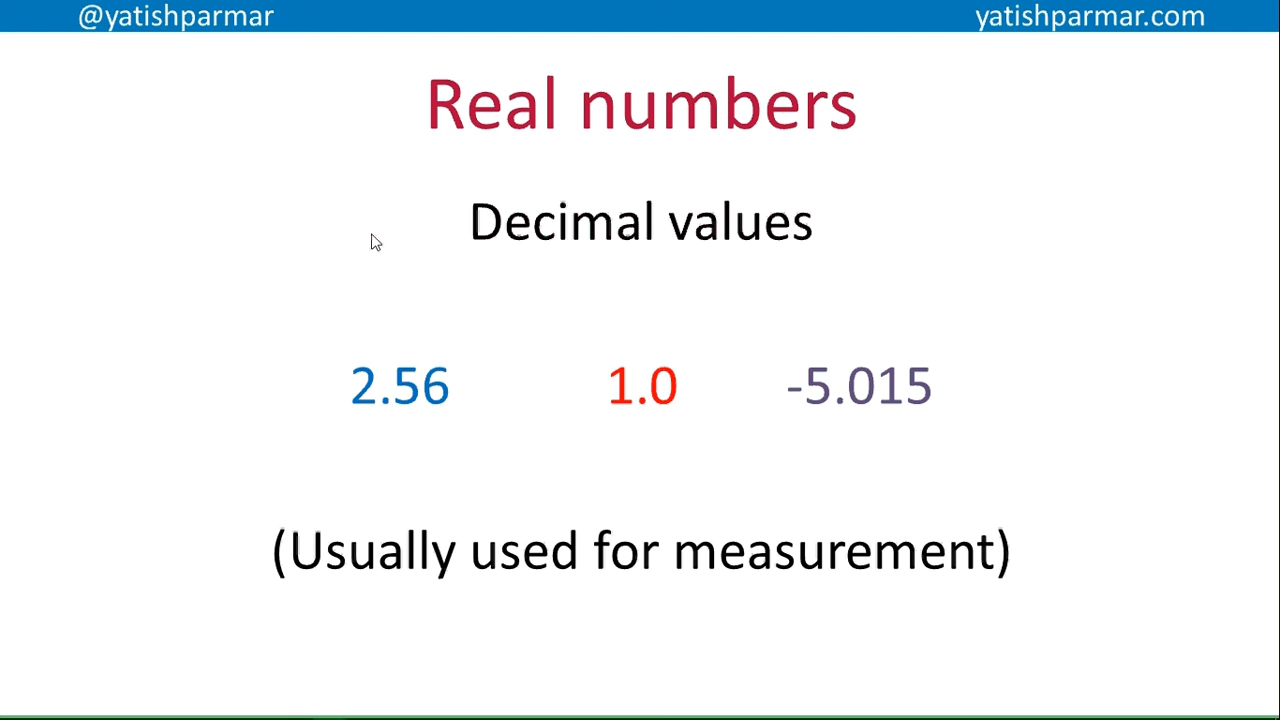 @yatishparmar yatishparmar.com
Real numbers
Decimal values
2.56 1.0 -5.015
(Usually used for measurement)